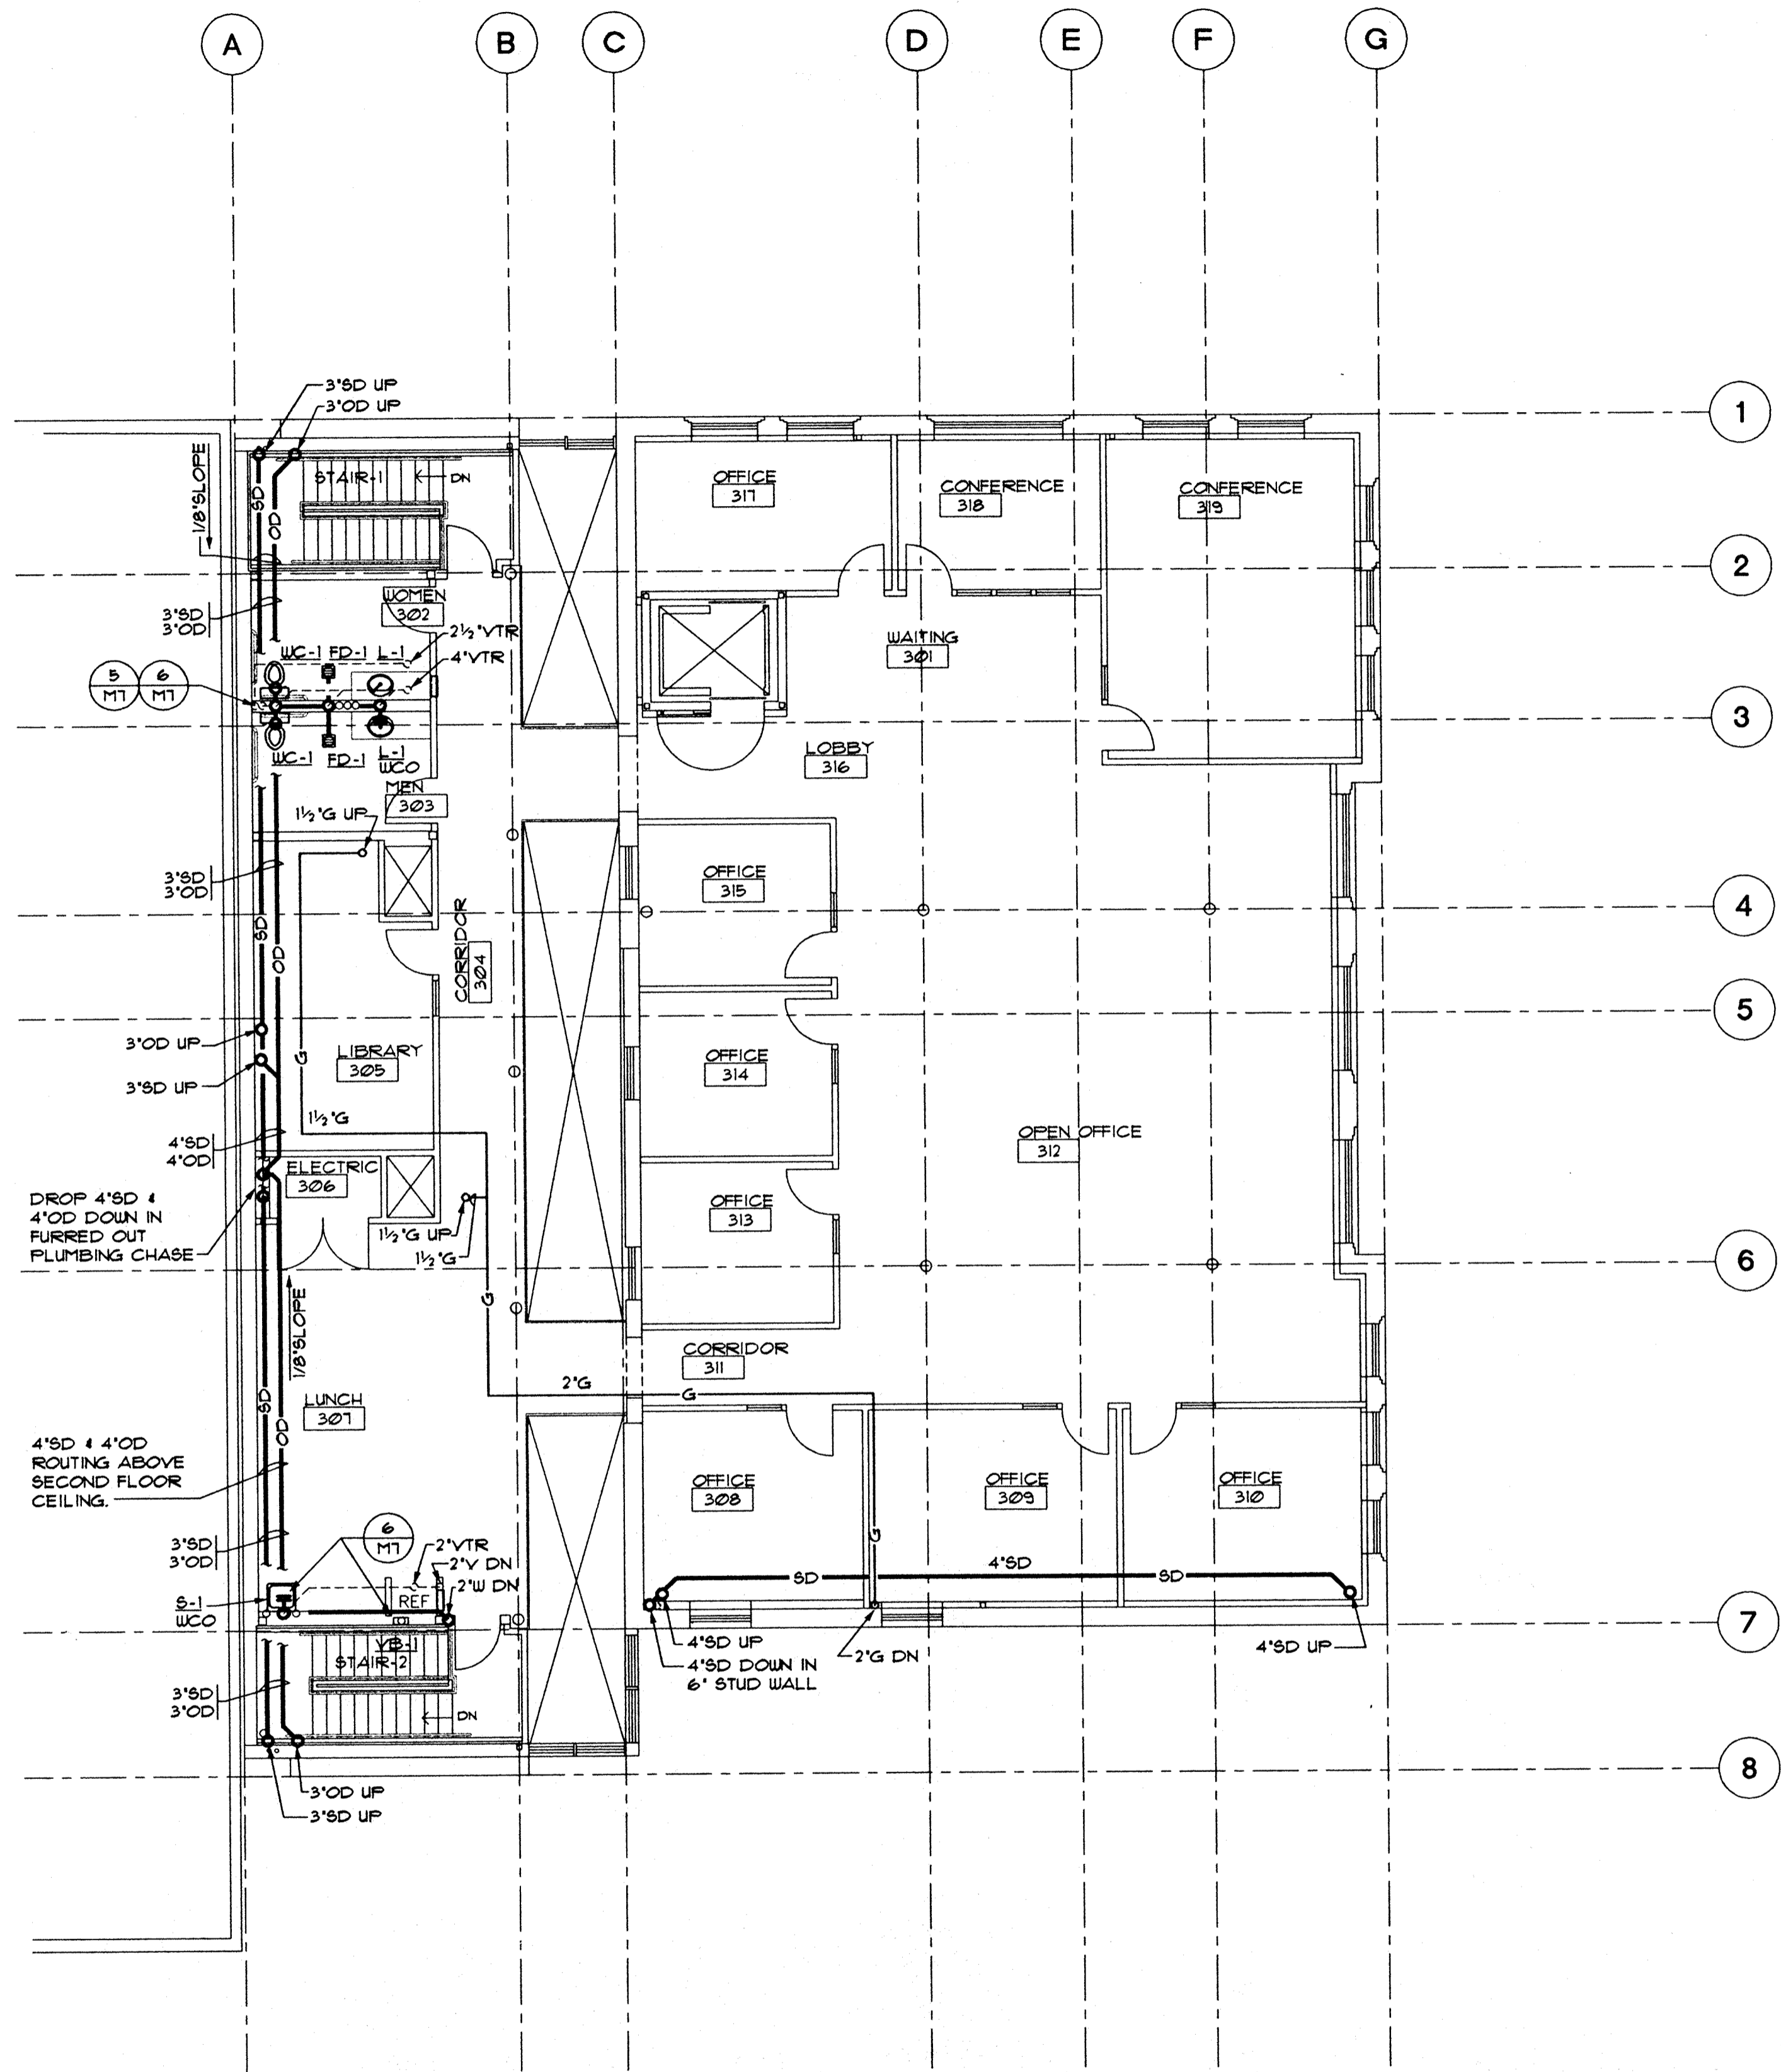 A B C D E F G
3"SD UP
3"OD UP
1
1/8"SLOPE
SD
OD
STAIR-1
DN
OFFICE
317
CONFERENCE
318
CONFERENCE
319
2
3"SD
3"OD
WOMEN
302
2½"VTR
4"VTR
WC-1 FD-1 L-1
WAITING
301
5
M7
6
M7
3
WC-1 FD-1 L-1
WCO
LOBBY
316
MEN
303
1½"G UP
3"SD
3"OD
OFFICE
315
4
SD
OD
CORRIDOR
304
5
3"OD UP
3"SD UP
G
LIBRARY
305
OFFICE
314
1½"G
4"SD
4"OD
OPEN OFFICE
312
ELECTRIC
306
DROP 4"SD &
4"OD DOWN IN
FURRED OUT
PLUMBING CHASE
OFFICE
313
1½"G UP
1½"G
6
G
1/8"SLOPE
CORRIDOR
311
2"G
G
SD
OD
LUNCH
307
4"SD & 4"OD
ROUTING ABOVE
SECOND FLOOR
CEILING.
OFFICE
308
OFFICE
309
OFFICE
310
G
3"SD
3"OD
6
M7
2"VTR
2"V DN
2"W DN
4"SD
SD
SD
S-1
WCO
REF
7
VB-1
STAIR-2
4"SD UP
4"SD DOWN IN
6" STUD WALL
2"G DN
4"SD UP
3"SD
3"OD
DN
8
3"OD UP
3"SD UP